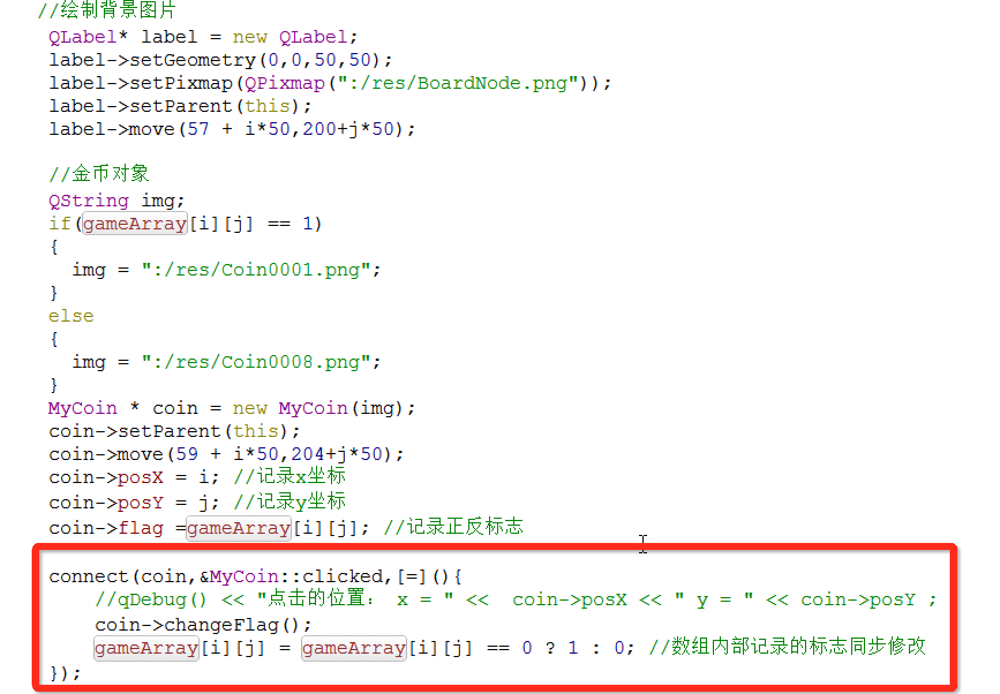 //绘制背景图片
QLabel* label = new QLabel;
label->setGeometry(0,0,50,50);
label->setPixmap(QPixmap(":/res/BoardNode.png"));
label->setParent(this);
label->move(57 + i*50,200+j*50);
//金币对象
QString img;
if(gameArray[i][j] == 1)
{
img = ":/res/Coin0001.png";
}
else
{
img = ":/res/Coin0008.png";
}
MyCoin * coin = new MyCoin(img);
coin->setParent(this);
coin->move(59 + i*50,204+j*50);
coin->posX = i; //记录x坐标
coin->posY = j; //记录y坐标
coin->flag =gameArray[i][j]; //记录正反标志
connect(coin,&MyCoin::clicked,[=](){
//qDebug() << "点击的位置： x = " <<  coin->posX << " y = " << coin->posY ;
coin->changeFlag();
gameArray[i][j] = gameArray[i][j] == 0 ? 1 : 0; //数组内部记录的标志同步修改
});